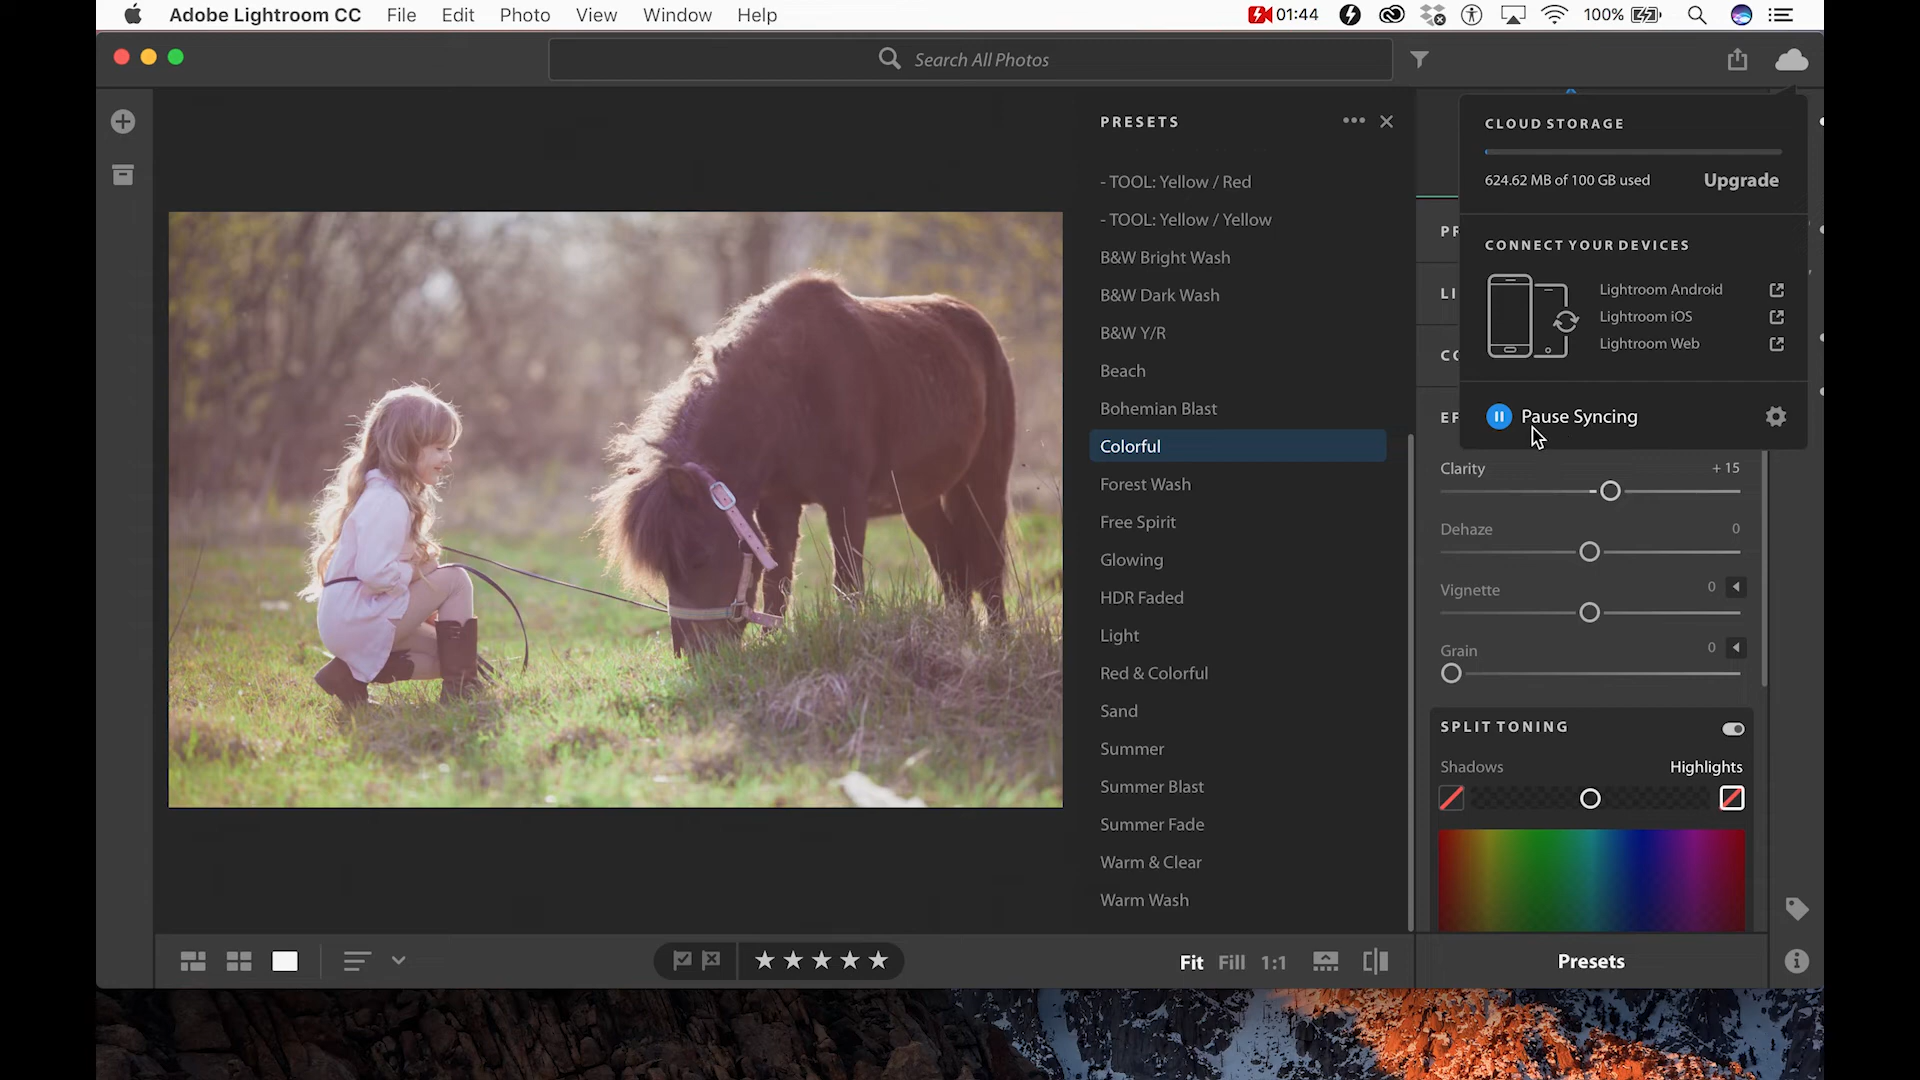 Adobe Lightroom CC File Edit Photo View Window Help 01:44 100%
Search All Photos
PRESETS
- TOOL: Yellow / Red
- TOOL: Yellow / Yellow
B&W Bright Wash
B&W Dark Wash
B&W Y/R
Beach
Bohemian Blast
Colorful
Forest Wash
Free Spirit
Glowing
HDR Faded
Light
Red & Colorful
Sand
Summer
Summer Blast
Summer Fade
Warm & Clear
Warm Wash
CLOUD STORAGE
624.62 MB of 100 GB used Upgrade
CONNECT YOUR DEVICES
Lightroom Android
Lightroom iOS
Lightroom Web
Pause Syncing
PR
LI
CO
EF
Clarity + 15
Dehaze 0
Vignette 0
Grain 0
SPLIT TONING
Shadows Highlights
Fit Fill 1:1
Presets